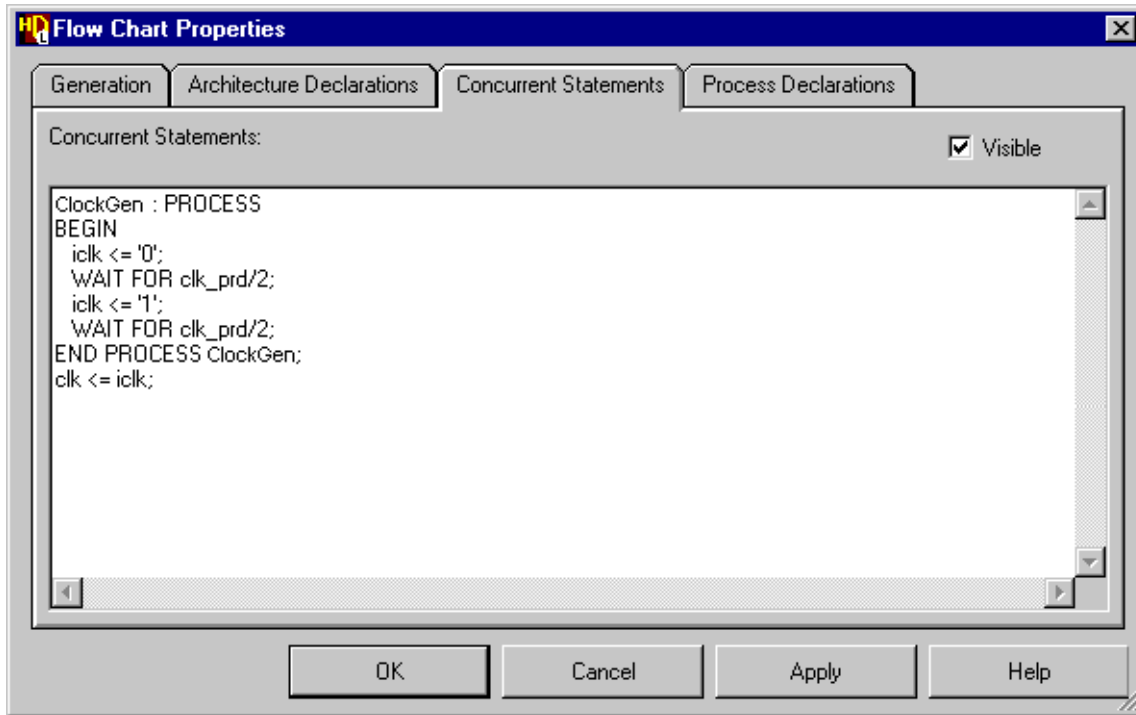 HDL Flow Chart Properties
Generation Architecture Declarations Concurrent Statements Process Declarations
Concurrent Statements: Visible
ClockGen : PROCESS
BEGIN
iclk <= '0';
WAIT FOR clk_prd/2;
iclk <= '1';
WAIT FOR clk_prd/2;
END PROCESS ClockGen;
clk <= iclk;
OK Cancel Apply Help